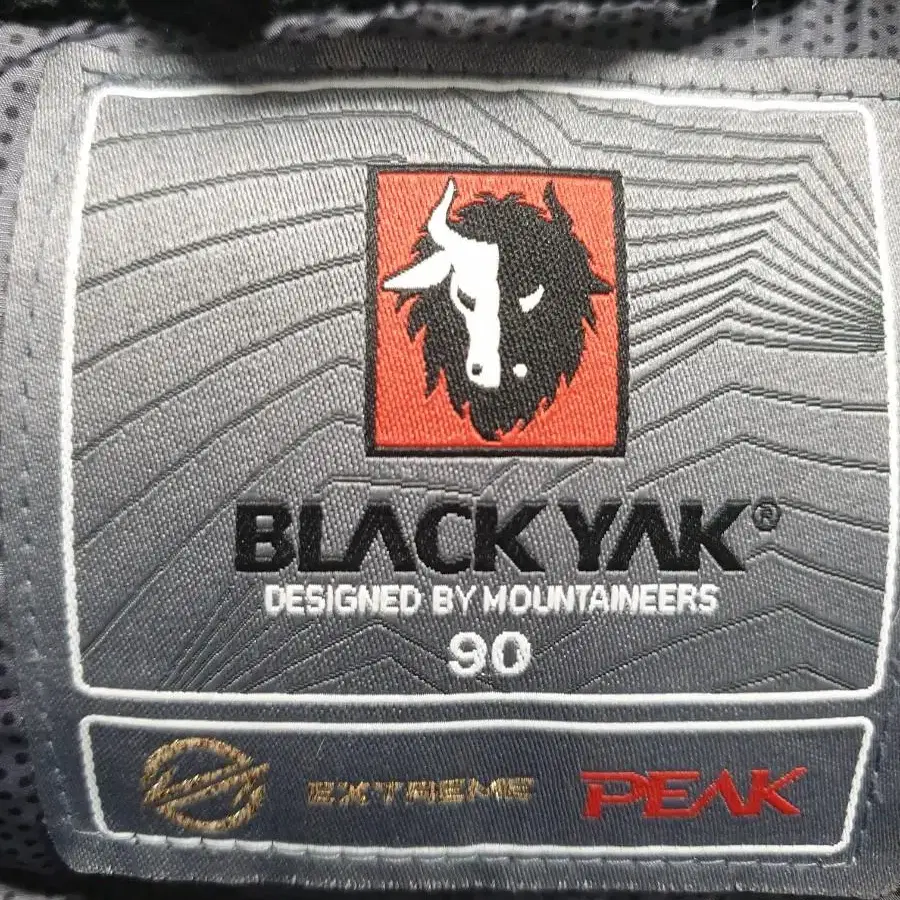 BLACKYAK®
DESIGNED BY MOUNTAINEERS
90
EXTREME PEAK